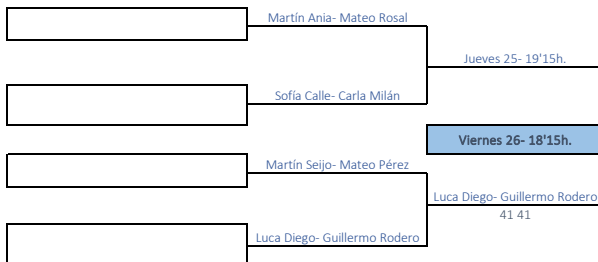 Martín Ania- Mateo Rosal
Jueves 25- 19'15h.
Sofía Calle- Carla Milán
Viernes 26- 18'15h.
Martín Seijo- Mateo Pérez
Luca Diego- Guillermo Rodero
41 41
Luca Diego- Guillermo Rodero